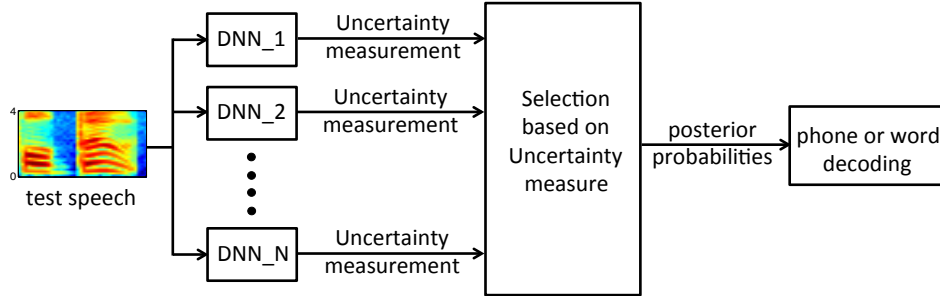 4
0
test speech
DNN_1
Uncertainty
measurement
DNN_2
Uncertainty
measurement
DNN_N
Uncertainty
measurement
Selection
based on
Uncertainty
measure
posterior
probabilities
phone or word
decoding